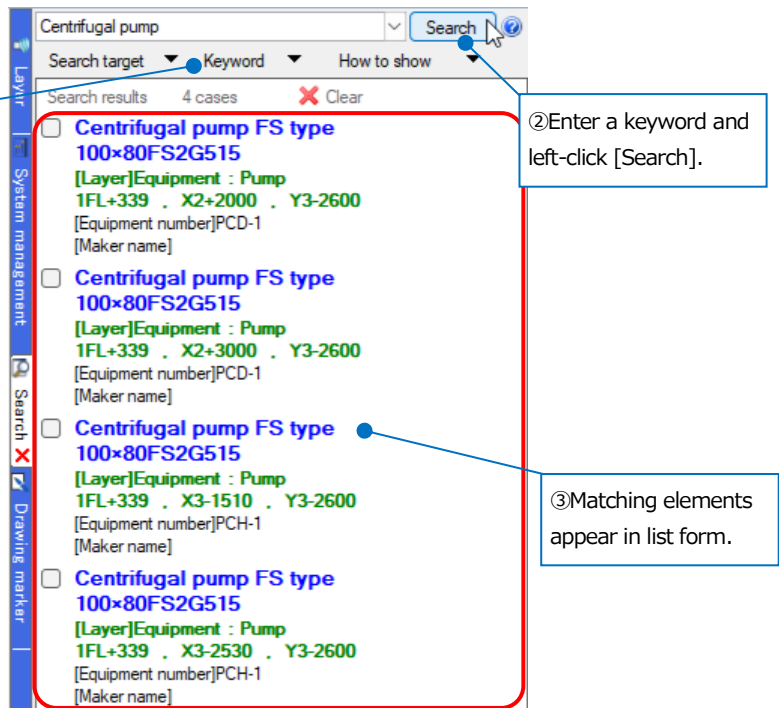 Centrifugal pump
Search
Search target
Keyword
How to show
Search results
4 cases
Clear
Centrifugal pump FS type
100×80FS2G515
[Layer]Equipment : Pump
1FL+339 , X2+2000 , Y3-2600
[Equipment number]PCD-1
[Maker name]
Centrifugal pump FS type
100×80FS2G515
[Layer]Equipment : Pump
1FL+339 , X2+3000 , Y3-2600
[Equipment number]PCD-1
[Maker name]
Centrifugal pump FS type
100×80FS2G515
[Layer]Equipment : Pump
1FL+339 , X3-1510 , Y3-2600
[Equipment number]PCH-1
[Maker name]
Centrifugal pump FS type
100×80FS2G515
[Layer]Equipment : Pump
1FL+339 , X3-2530 , Y3-2600
[Equipment number]PCH-1
[Maker name]
Layer
System management
Search
Drawing marker
②Enter a keyword and
left-click [Search].
③Matching elements
appear in list form.